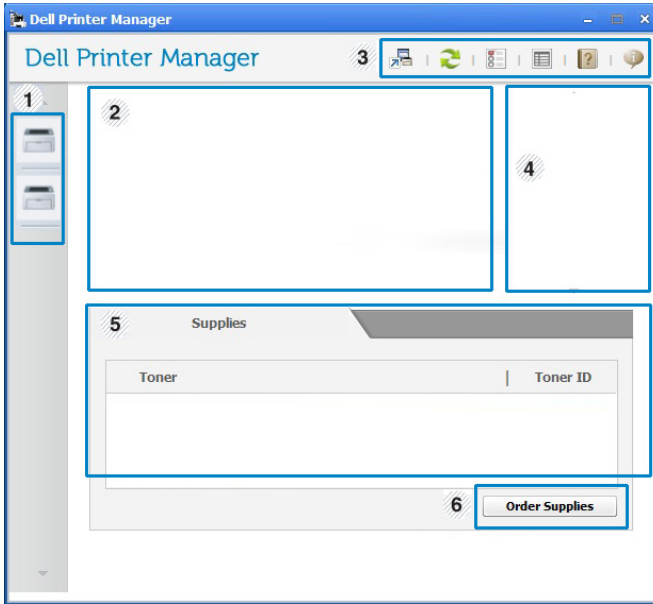 Dell Printer Manager
Dell Printer Manager
3
1
2
4
5 Supplies
Toner | Toner ID
6 Order Supplies